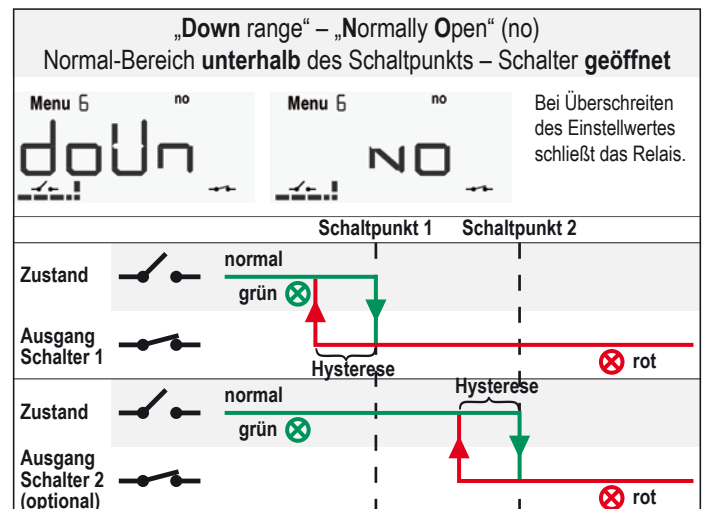 „Down range“ – „Normally Open“ (no)
Normal-Bereich unterhalb des Schaltpunkts – Schalter geöffnet
Menu 6 no
doUn
Menu 6 no
NO
Bei Überschreiten
des Einstellwertes
schließt das Relais.
Schaltpunkt 1 Schaltpunkt 2
Zustand
normal
grün
Ausgang
Schalter 1
Hysterese
rot
Zustand
normal
grün
Hysterese
Ausgang
Schalter 2
(optional)
rot